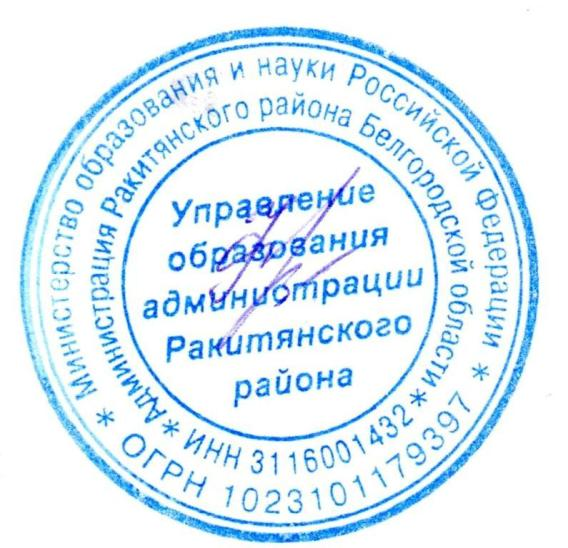 * Министерство образования и науки Российской Федерации *
ОГРН 1023101179397
* Администрация Ракитянского района Белгородской области *
ИНН 3116001432
Управление
образования
администрации
Ракитянского
района